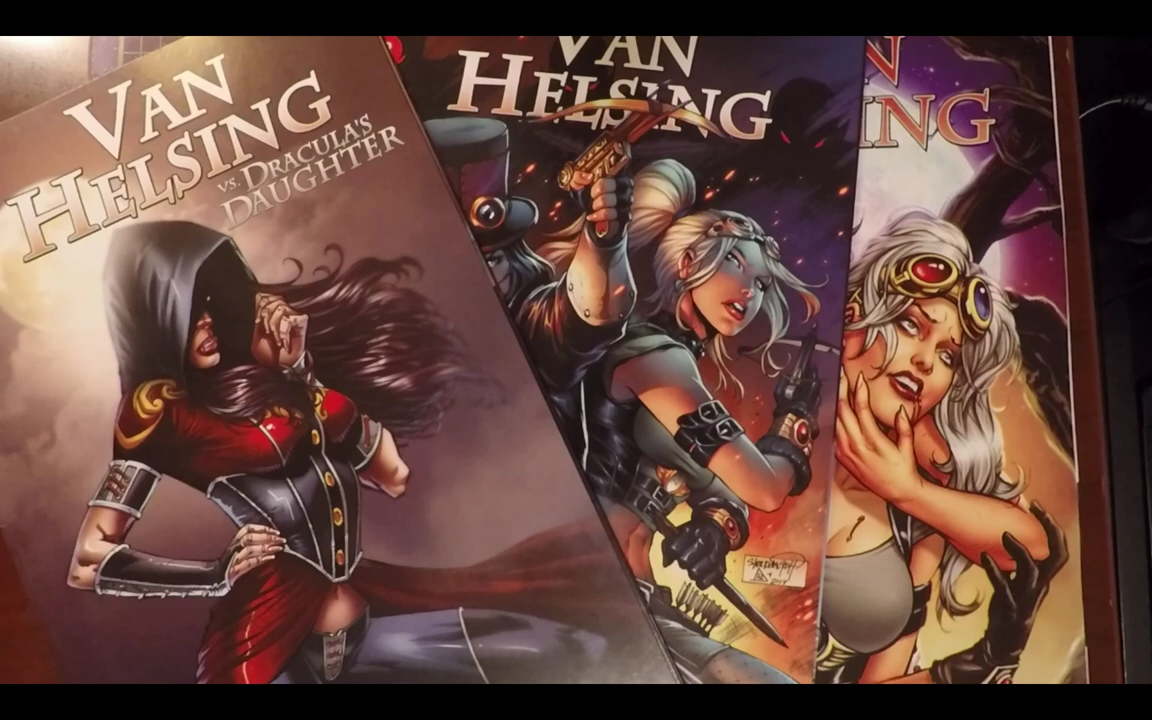 VAN
HELSING
VS. DRACULA'S
DAUGHTER
VAN
HELSING
N
ING